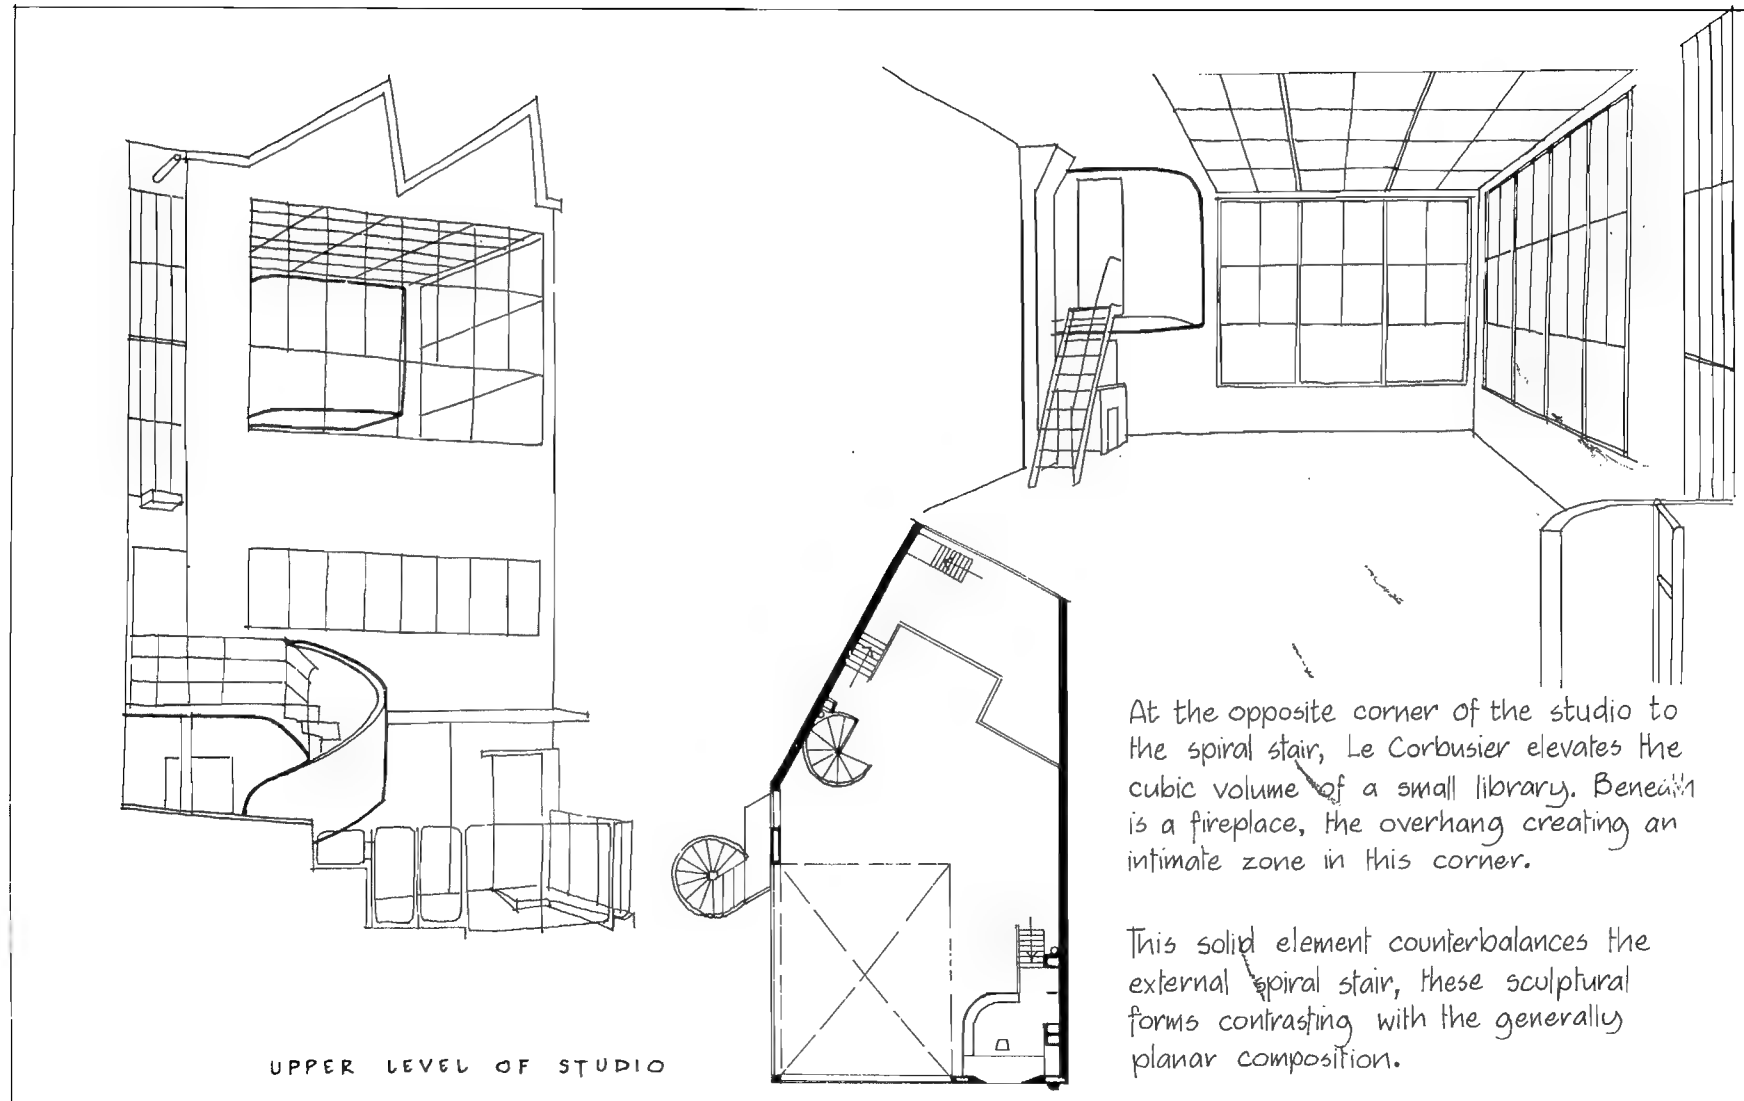 At the opposite corner of the studio to
the spiral stair, Le Corbusier elevates the
cubic volume of a small library. Beneath
is a fireplace, the overhang creating an
intimate zone in this corner.
This solid element counterbalances the
external spiral stair, these sculptural
forms contrasting with the generally
planar composition.
UPPER LEVEL OF STUDIO